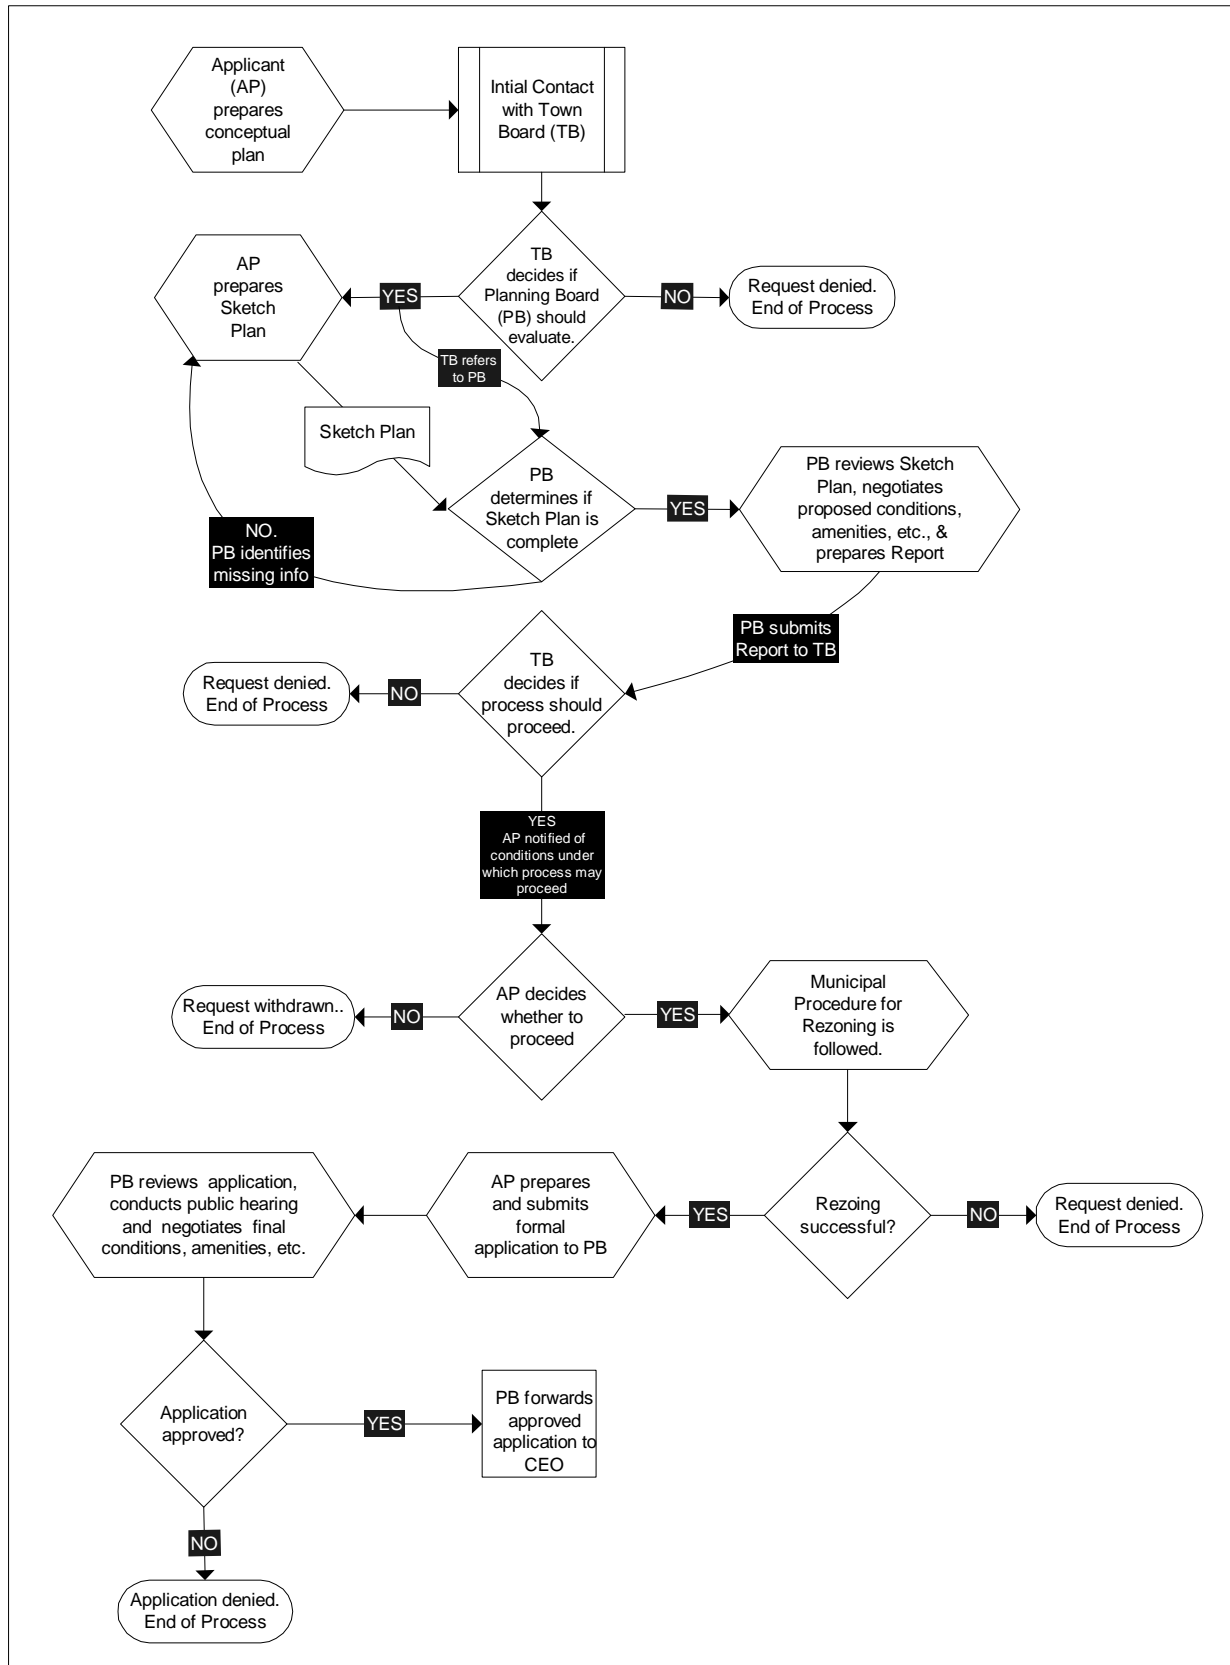 Applicant
(AP)
prepares
conceptual
plan
Intial Contact
with Town
Board (TB)
TB
decides if
Planning Board
(PB) should
evaluate.
YES
NO
Request denied.
End of Process
AP
prepares
Sketch
Plan
TB refers
to PB
Sketch Plan
PB
determines if
Sketch Plan is
complete
YES
PB reviews Sketch
Plan, negotiates
proposed conditions,
amenities, etc., &
prepares Report
NO.
PB identifies
missing info
PB submits
Report to TB
TB
decides if
process should
proceed.
NO
Request denied.
End of Process
YES
AP notified of
conditions under
which process may
proceed
AP decides
whether to
proceed
NO
Request withdrawn..
End of Process
YES
Municipal
Procedure for
Rezoning is
followed.
Rezoing
successful?
NO
Request denied.
End of Process
YES
AP prepares
and submits
formal
application to PB
PB reviews application,
conducts public hearing
and negotiates final
conditions, amenities, etc.
Application
approved?
YES
PB forwards
approved
application to
CEO
NO
Application denied.
End of Process